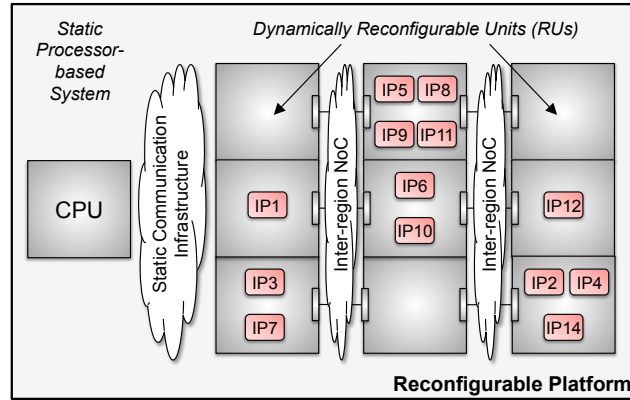 Static
Processor-
based
System
Dynamically Reconfigurable Units (RUs)
CPU
Static Communication
Infrastructure
IP1
IP3
IP7
Inter-region NoC
IP5 IP8
IP9 IP11
IP6
IP10
Inter-region NoC
IP12
IP2 IP4
IP14
Reconfigurable Platform